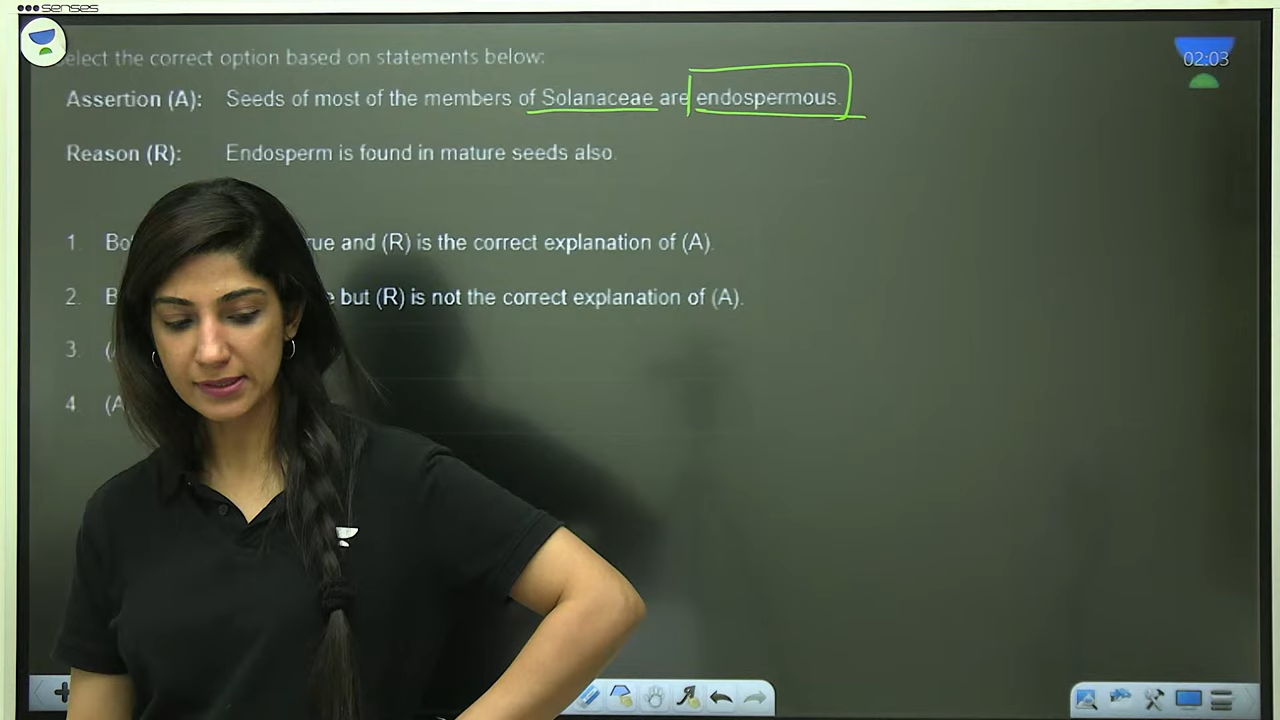 senses
elect the correct option based on statements below:
02:03
Assertion (A): Seeds of most of the members of Solanaceae are endospermous.
Reason (R): Endosperm is found in mature seeds also.
1. rue and (R) is the correct explanation of (A).
2. but (R) is not the correct explanation of (A).
3.
4 (A